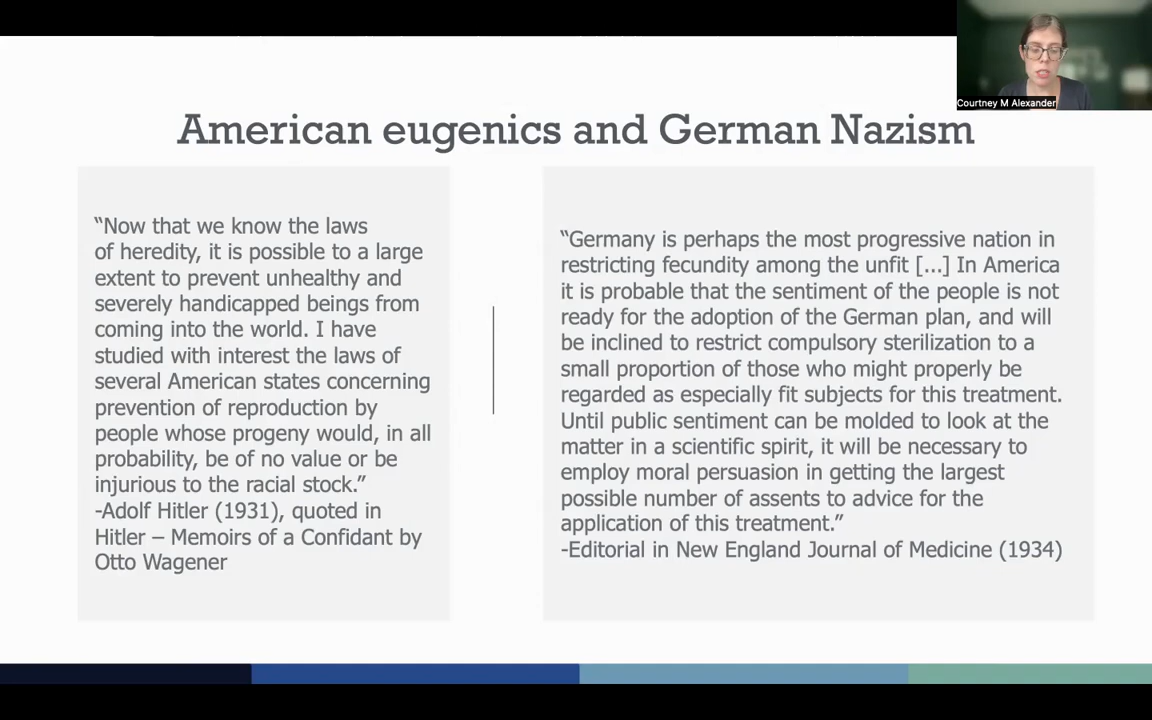 Courtney M Alexander
American eugenics and German Nazism
“Now that we know the laws
of heredity, it is possible to a large
extent to prevent unhealthy and
severely handicapped beings from
coming into the world. I have
studied with interest the laws of
several American states concerning
prevention of reproduction by
people whose progeny would, in all
probability, be of no value or be
injurious to the racial stock.”
-Adolf Hitler (1931), quoted in
Hitler – Memoirs of a Confidant by
Otto Wagener
“Germany is perhaps the most progressive nation in
restricting fecundity among the unfit [...] In America
it is probable that the sentiment of the people is not
ready for the adoption of the German plan, and will
be inclined to restrict compulsory sterilization to a
small proportion of those who might properly be
regarded as especially fit subjects for this treatment.
Until public sentiment can be molded to look at the
matter in a scientific spirit, it will be necessary to
employ moral persuasion in getting the largest
possible number of assents to advice for the
application of this treatment.”
-Editorial in New England Journal of Medicine (1934)